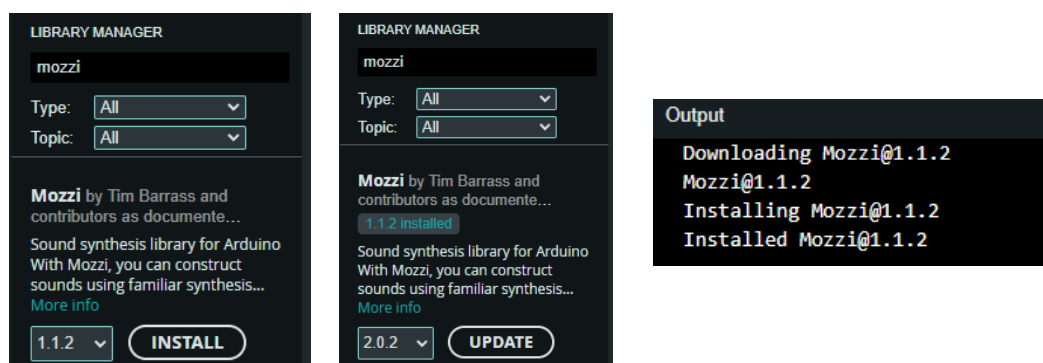 LIBRARY MANAGER
mozzi
Type: All
Topic: All
Mozzi by Tim Barrass and
contributors as documente...
Sound synthesis library for Arduino
With Mozzi, you can construct
sounds using familiar synthesis...
More info
1.1.2 INSTALL
LIBRARY MANAGER
mozzi
Type: All
Topic: All
Mozzi by Tim Barrass and
contributors as documente...
1.1.2 installed
Sound synthesis library for Arduino
With Mozzi, you can construct
sounds using familiar synthesis...
More info
2.0.2 UPDATE
Output
Downloading Mozzi@1.1.2
Mozzi@1.1.2
Installing Mozzi@1.1.2
Installed Mozzi@1.1.2